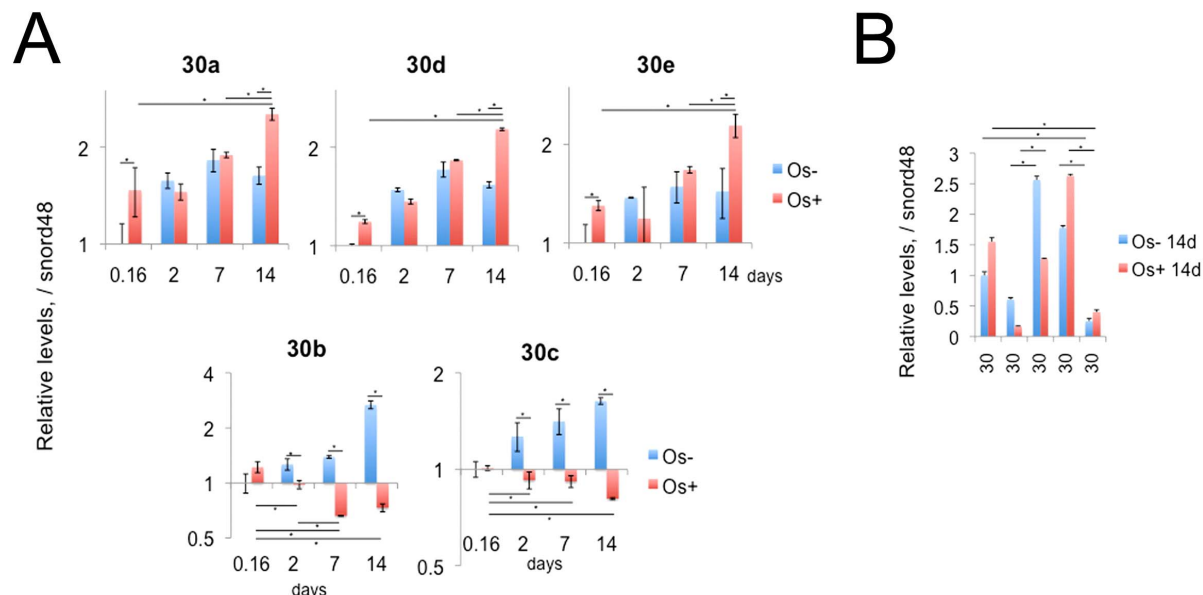 A
B
30a
30d
30e
Relative levels, / snord48
2
1
0.16 2 7 14
2
1
0.16 2 7 14
2
1
0.16 2 7 14 days
Os-
Os+
30b
30c
4
2
1
0.5
0.16 2 7 14
days
2
1
0.5
0.16 2 7 14
days
Os-
Os+
Relative levels, / snord48
3
2.5
2
1.5
1
0.5
0
30 30 30 30 30
Os- 14d
Os+ 14d